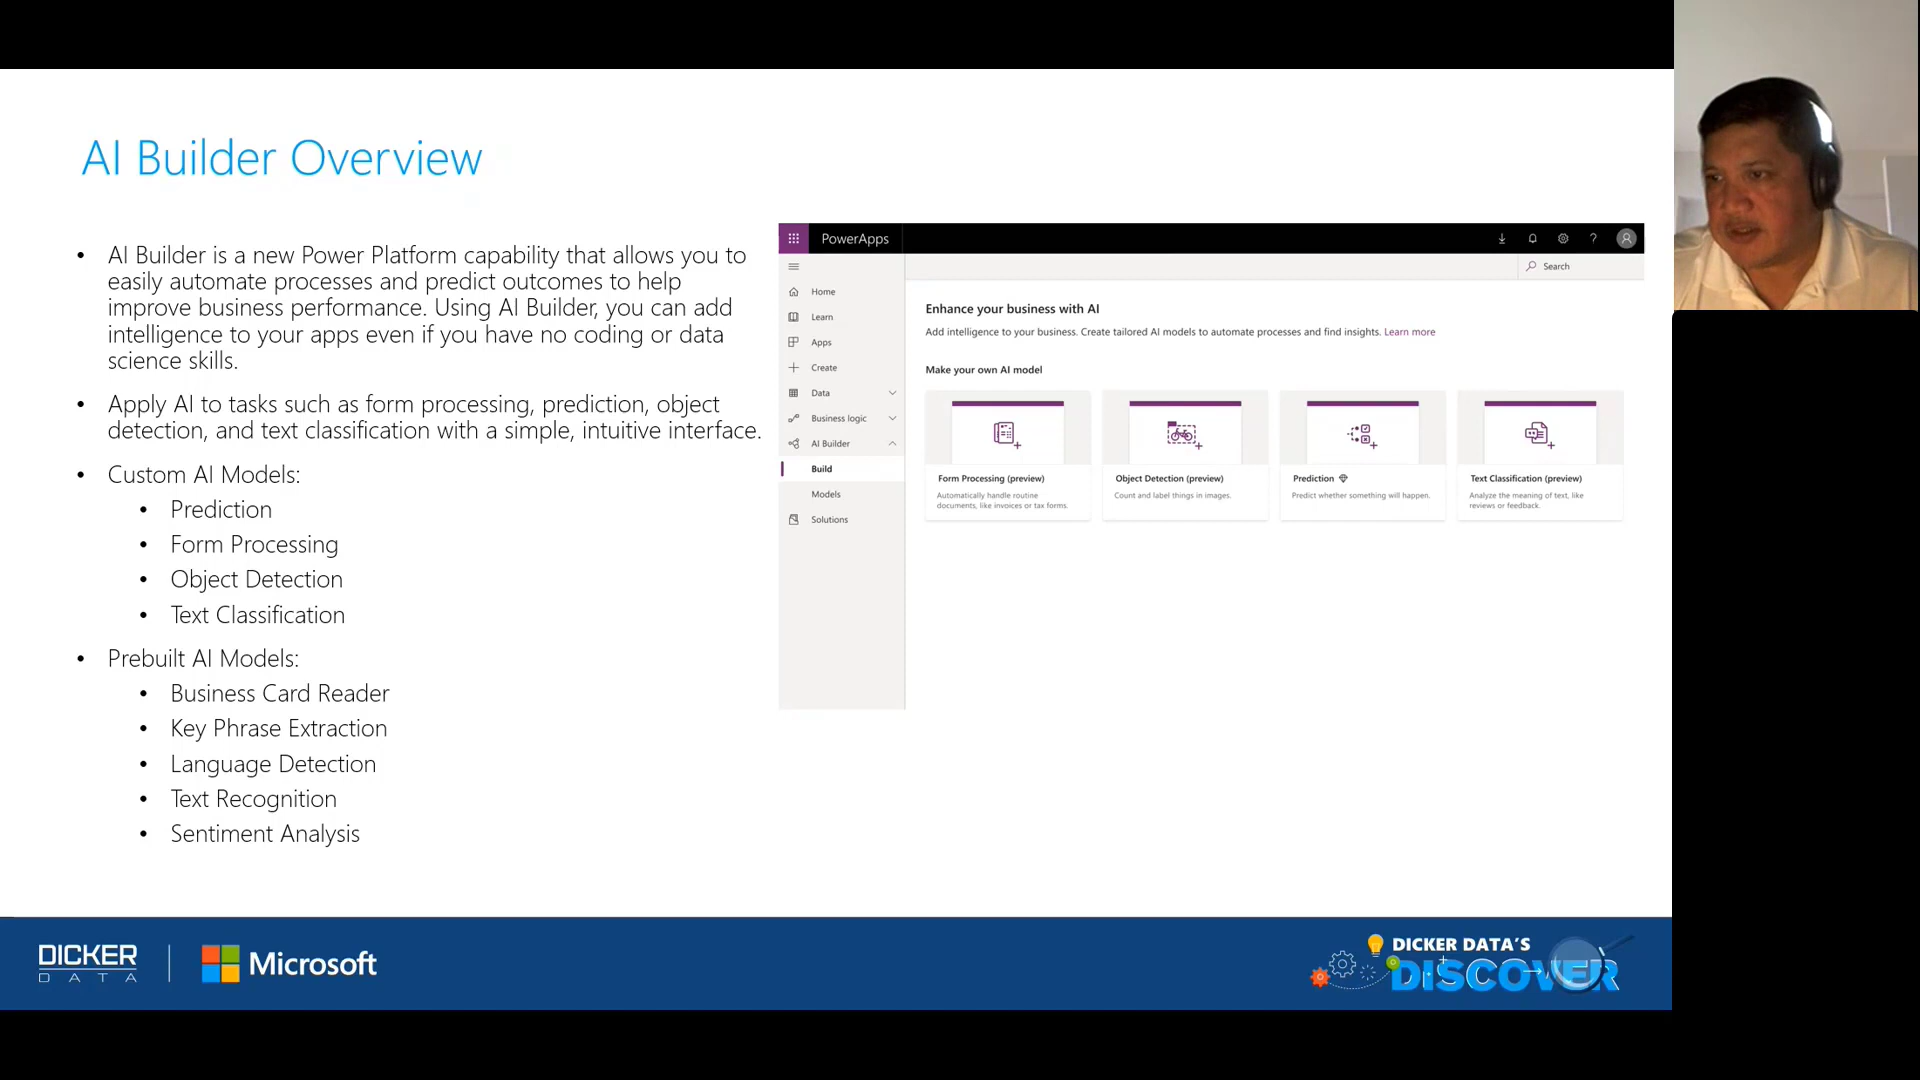 AI Builder Overview
• AI Builder is a new Power Platform capability that allows you to
easily automate processes and predict outcomes to help
improve business performance. Using AI Builder, you can add
intelligence to your apps even if you have no coding or data
science skills.
• Apply AI to tasks such as form processing, prediction, object
detection, and text classification with a simple, intuitive interface.
• Custom AI Models:
• Prediction
• Form Processing
• Object Detection
• Text Classification
• Prebuilt AI Models:
• Business Card Reader
• Key Phrase Extraction
• Language Detection
• Text Recognition
• Sentiment Analysis
PowerApps
?
Search
Home
Learn
Apps
Create
Data
Business logic
AI Builder
Build
Models
Solutions
Enhance your business with AI
Add intelligence to your business. Create tailored AI models to automate processes and find insights. Learn more
Make your own AI model
Form Processing (preview)
Automatically handle routine
documents, like invoices or tax forms.
Object Detection (preview)
Count and label things in images.
Prediction
Predict whether something will happen.
Text Classification (preview)
Analyze the meaning of text, like
reviews or feedback.
DICKER
DATA
Microsoft
DICKER DATA'S
DISCOVER